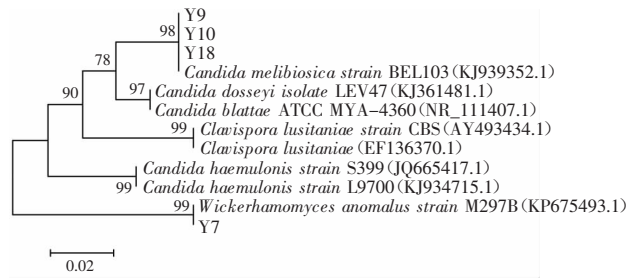 Y9
98
Y10
Y18
78
Candida melibiosica strain BEL103(KJ939352.1)
97
Candida dosseyi isolate LEV47(KJ361481.1)
90
Candida blattae ATCC MYA-4360(NR_111407.1)
99
Clavispora lusitaniae strain CBS(AY493434.1)
Clavispora lusitaniae(EF136370.1)
Candida haemulonis strain S399(JQ665417.1)
99
Candida haemulonis strain L9700(KJ934715.1)
99
Wickerhamomyces anomalus strain M297B(KP675493.1)
Y7
0.02